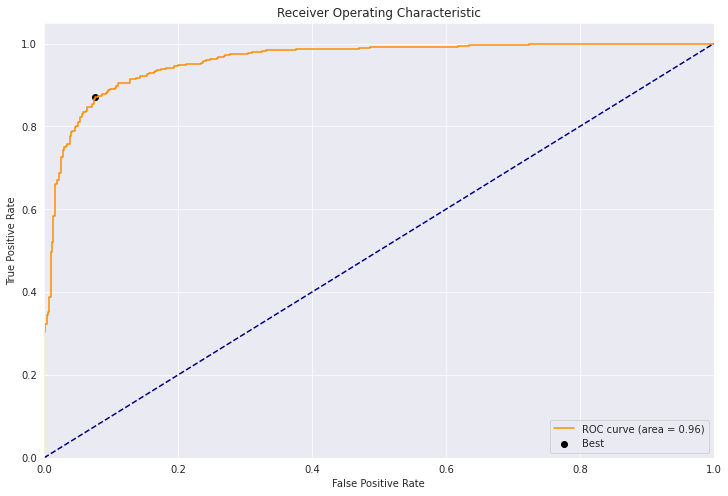 Receiver Operating Characteristic
True Positive Rate
1.0
0.8
0.6
0.4
0.2
0.0
0.0 0.2 0.4 0.6 0.8 1.0
False Positive Rate
ROC curve (area = 0.96)
Best